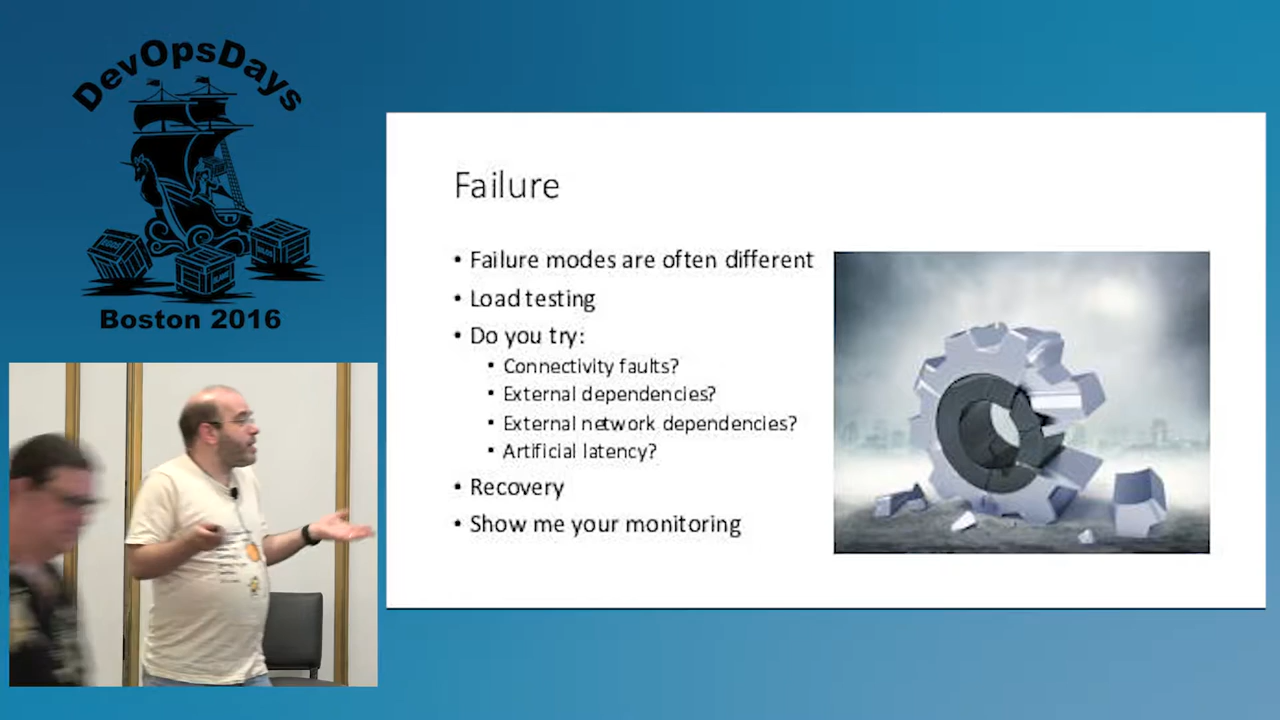 DevOpsDays
Boston 2016
Failure
• Failure modes are often different
• Load testing
• Do you try:
• Connectivity faults?
• External dependencies?
• External network dependencies?
• Artificial latency?
• Recovery
• Show me your monitoring